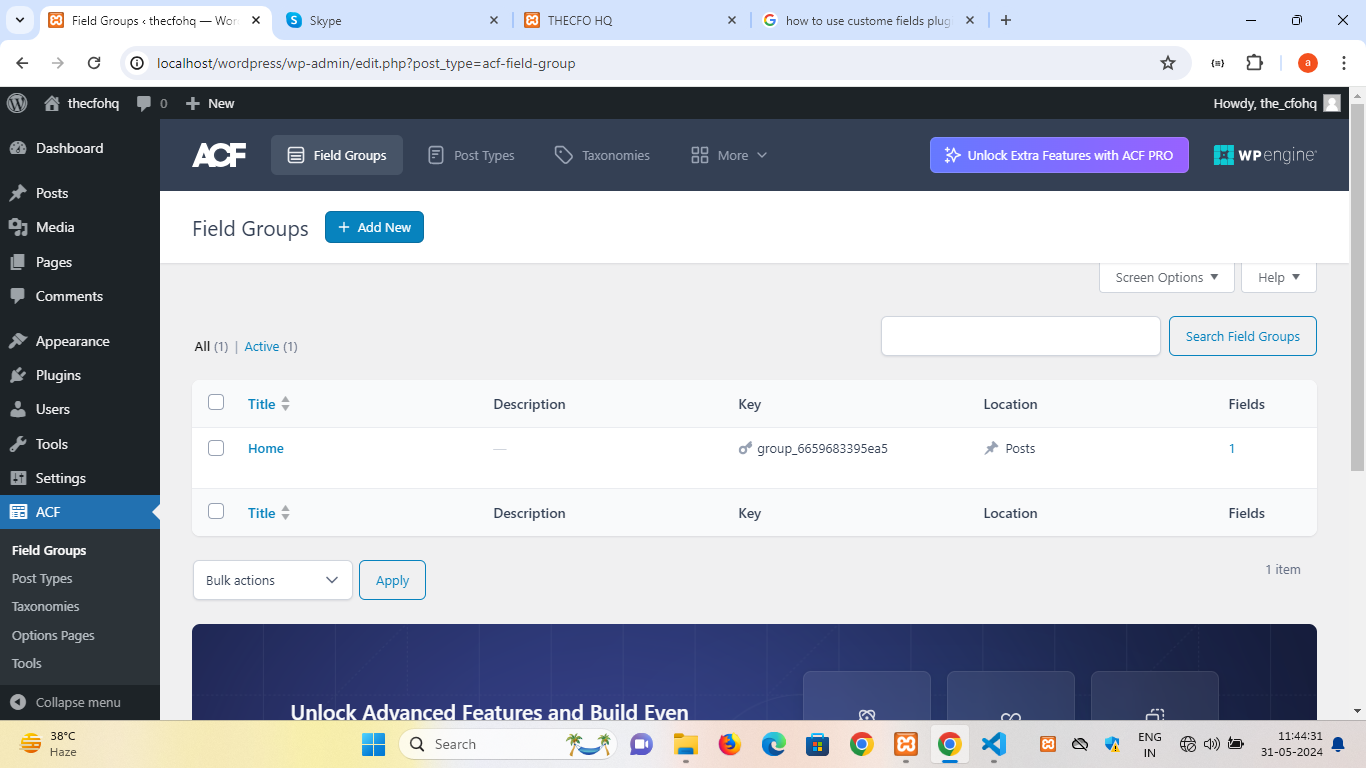 Field Groups ‹ thecfohq — Wor
Skype
THECFO HQ
how to use custome fields plug
localhost/wordpress/wp-admin/edit.php?post_type=acf-field-group
a
thecfohq 0 + New
Howdy, the_cfohq
Dashboard
Posts
Media
Pages
Comments
Appearance
Plugins
Users
Tools
Settings
ACF
Field Groups
Post Types
Taxonomies
Options Pages
Tools
Collapse menu
ACF Field Groups Post Types Taxonomies More
Unlock Extra Features with ACF PRO
WP engine
Field Groups
+ Add New
Screen Options
Help
All (1) | Active (1)
Search Field Groups
Title Description Key Location Fields
Home — group_6659683395ea5 Posts 1
Title Description Key Location Fields
Bulk actions
Apply
1 item
Unlock Advanced Features and Build Even
38°C
Haze
Search
ENG
IN
11:44:31
31-05-2024